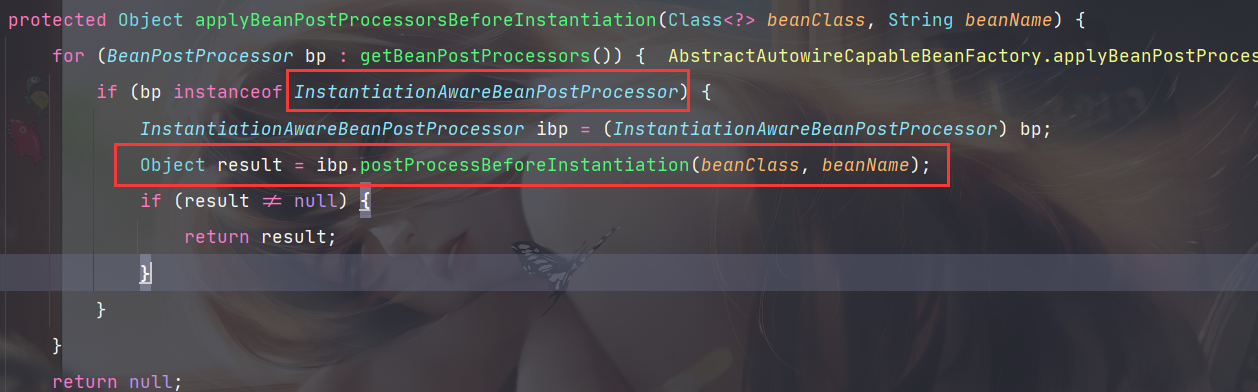 protected Object applyBeanPostProcessorsBeforeInstantiation(Class<?> beanClass, String beanName) {
for (BeanPostProcessor bp : getBeanPostProcessors()) { AbstractAutowireCapableBeanFactory.applyBeanPostProces
if (bp instanceof InstantiationAwareBeanPostProcessor) {
InstantiationAwareBeanPostProcessor ibp = (InstantiationAwareBeanPostProcessor) bp;
Object result = ibp.postProcessBeforeInstantiation(beanClass, beanName);
if (result ≠ null) {
return result;
}
}
}
return null;